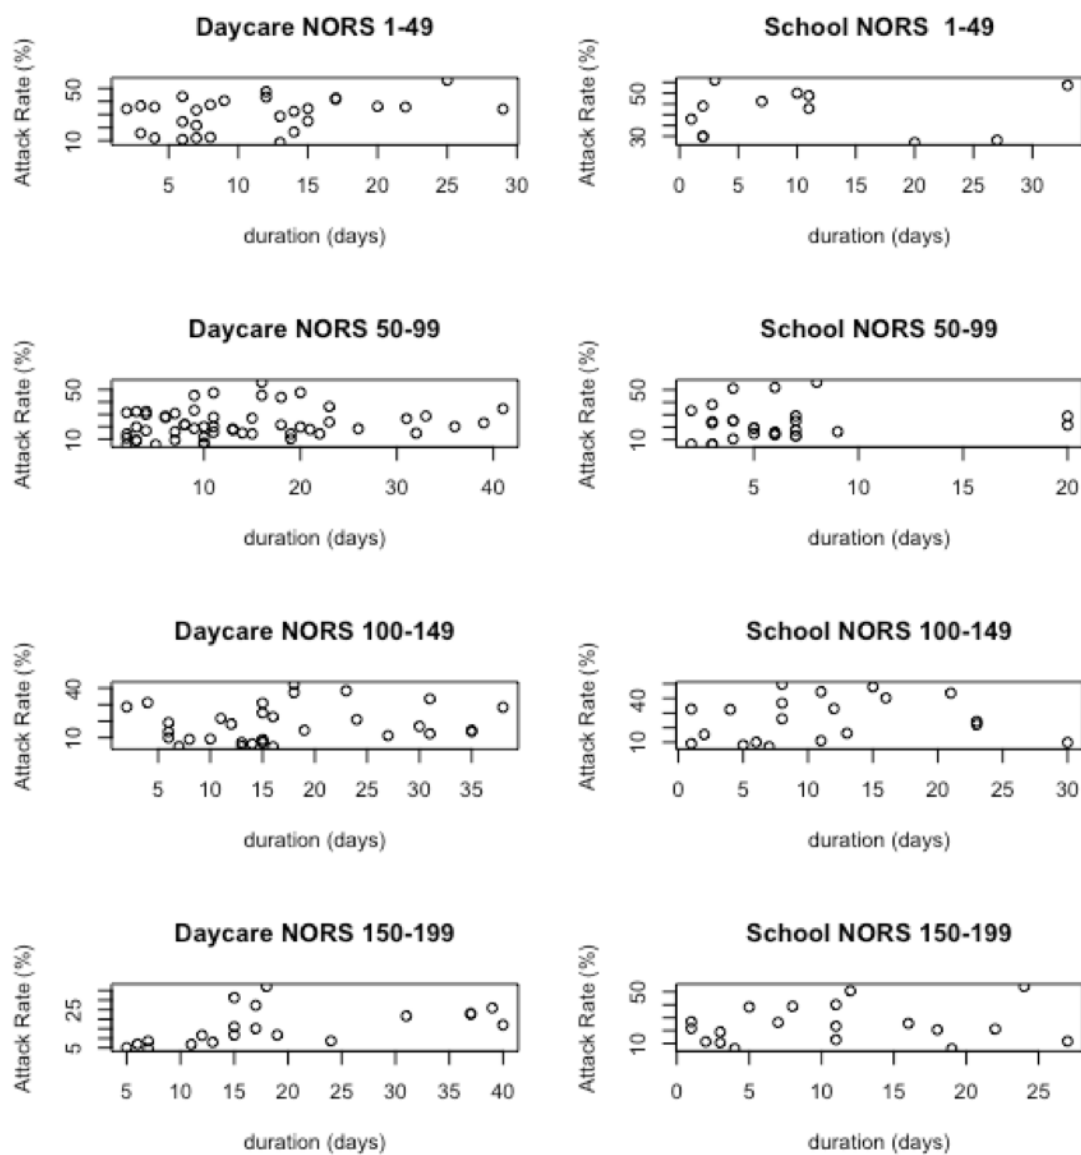 Daycare NORS 1-49
Attack Rate (%)
50
10
5 10 15 20 25 30
duration (days)
School NORS 1-49
Attack Rate (%)
50
30
0 5 10 15 20 25 30
duration (days)
Daycare NORS 50-99
Attack Rate (%)
50
10
10 20 30 40
duration (days)
School NORS 50-99
Attack Rate (%)
50
10
5 10 15 20
duration (days)
Daycare NORS 100-149
Attack Rate (%)
40
10
5 10 15 20 25 30 35
duration (days)
School NORS 100-149
Attack Rate (%)
40
10
0 5 10 15 20 25 30
duration (days)
Daycare NORS 150-199
Attack Rate (%)
25
5
5 10 15 20 25 30 35 40
duration (days)
School NORS 150-199
Attack Rate (%)
50
10
0 5 10 15 20 25
duration (days)